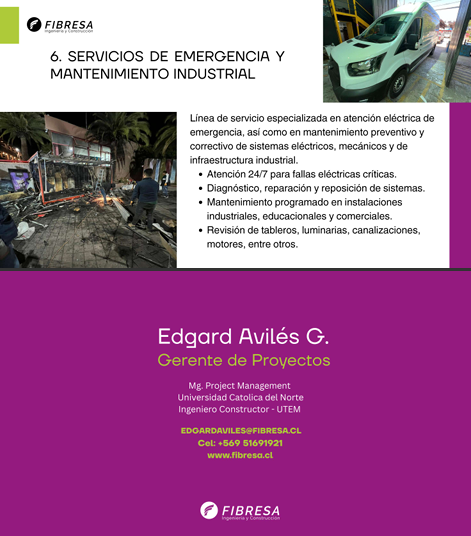 FIBRESA
Ingeniería y Construcción
6. SERVICIOS DE EMERGENCIA Y
MANTENIMIENTO INDUSTRIAL
Línea de servicio especializada en atención eléctrica de
emergencia, así como en mantenimiento preventivo y
correctivo de sistemas eléctricos, mecánicos y de
infraestructura industrial.
• Atención 24/7 para fallas eléctricas críticas.
• Diagnóstico, reparación y reposición de sistemas.
• Mantenimiento programado en instalaciones
industriales, educacionales y comerciales.
• Revisión de tableros, luminarias, canalizaciones,
motores, entre otros.
Edgard Avilés G.
Gerente de Proyectos
Mg. Project Management
Universidad Catolica del Norte
Ingeniero Constructor - UTEM
EDGARDAVILES@FIBRESA.CL
Cel: +569 51691921
www.fibresa.cl
FIBRESA
Ingeniería y Construcción